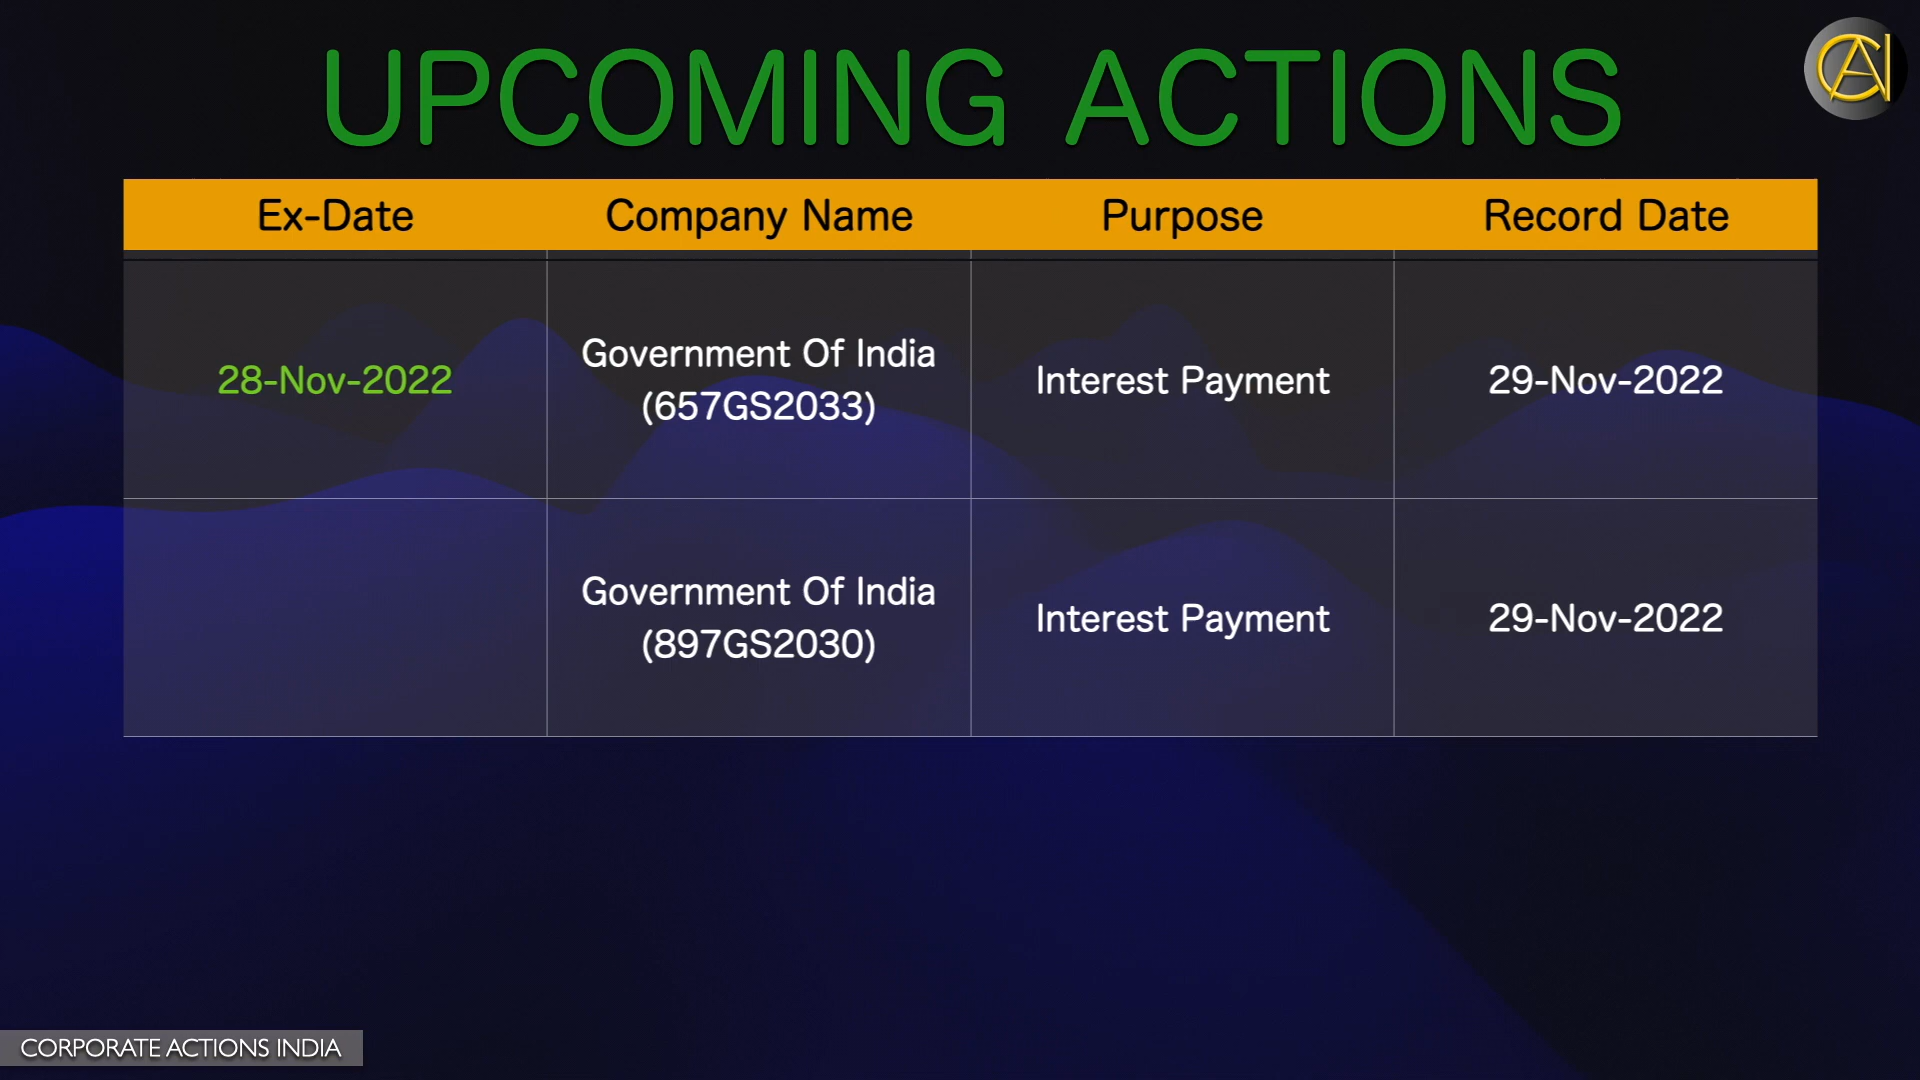 UPCOMING ACTIONS
CAI
Ex-Date Company Name Purpose Record Date
28-Nov-2022 Government Of India (657GS2033) Interest Payment 29-Nov-2022
Government Of India (897GS2030) Interest Payment 29-Nov-2022
CORPORATE ACTIONS INDIA